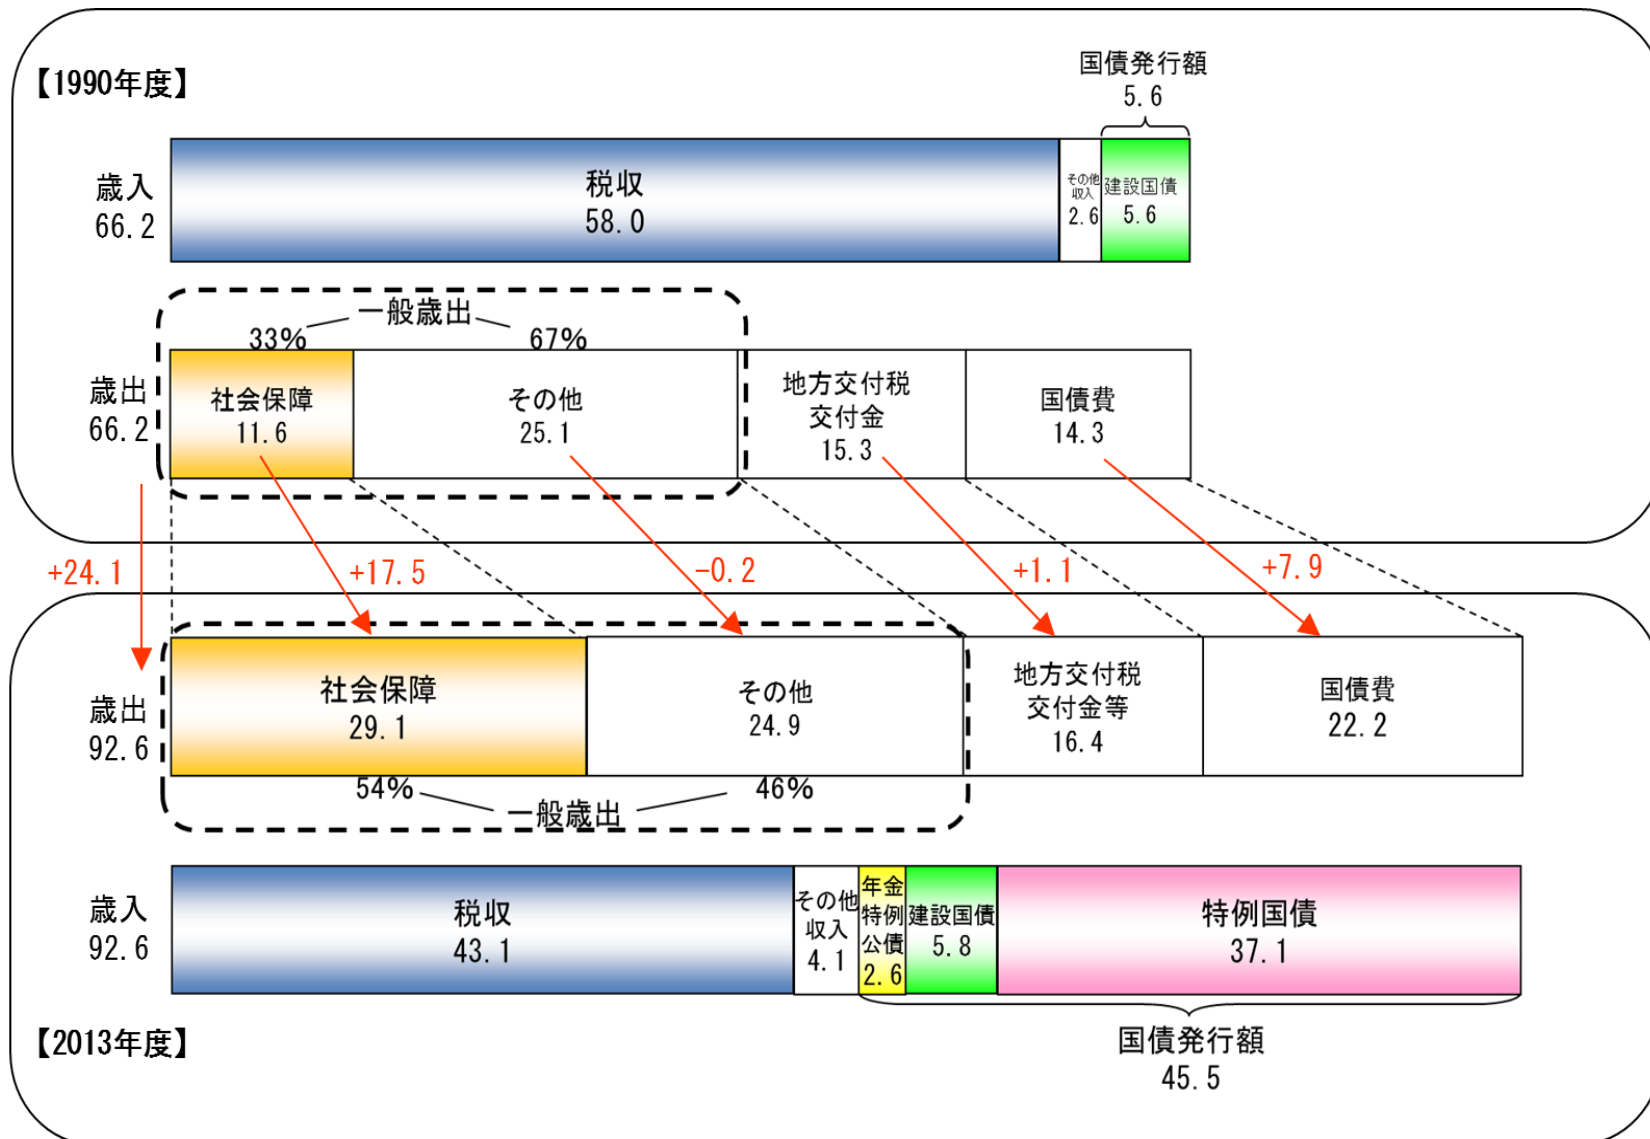 【1990年度】
国債発行額
5.6
歳入
66.2
税収
58.0
その他
収入
2.6
建設国債
5.6
一般歳出
33%
67%
歳出
66.2
社会保障
11.6
その他
25.1
地方交付税
交付金
15.3
国債費
14.3
+24.1
+17.5
-0.2
+1.1
+7.9
歳出
92.6
社会保障
29.1
その他
24.9
地方交付税
交付金等
16.4
国債費
22.2
54%
46%
一般歳出
歳入
92.6
税収
43.1
その他
収入
4.1
年金
特例
公債
2.6
建設国債
5.8
特例国債
37.1
【2013年度】
国債発行額
45.5